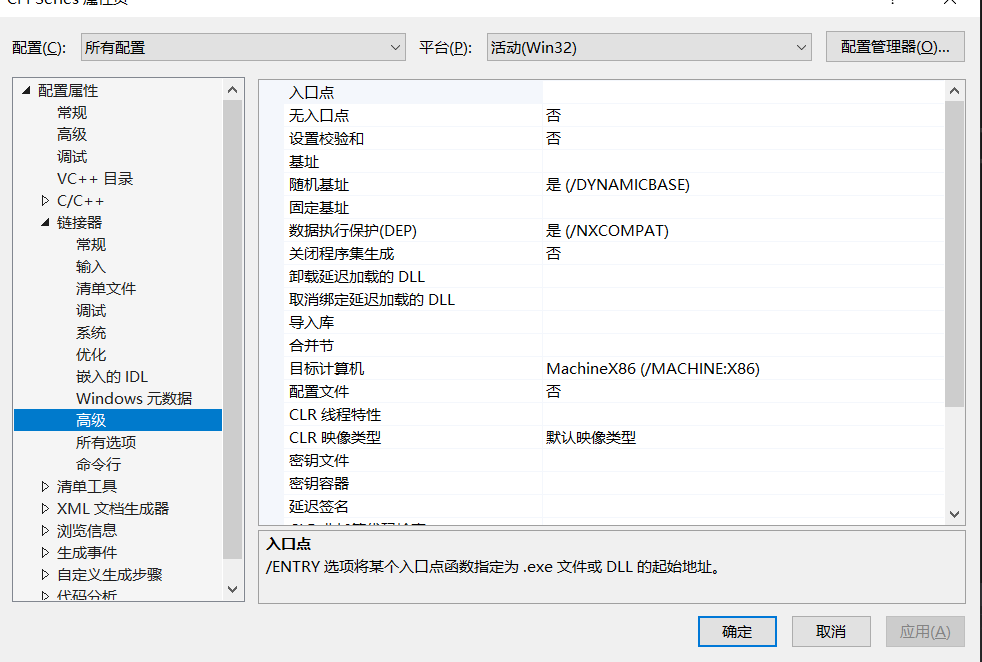 属性页
?
配置(C):
所有配置
平台(P):
活动(Win32)
配置管理器(O)...
配置属性
常规
高级
调试
VC++ 目录
C/C++
链接器
常规
输入
清单文件
调试
系统
优化
嵌入的 IDL
Windows 元数据
高级
所有选项
命令行
清单工具
XML 文档生成器
浏览信息
生成事件
自定义生成步骤
代码分析
入口点
无入口点 否
设置校验和 否
基址
随机基址 是 (/DYNAMICBASE)
固定基址
数据执行保护(DEP) 是 (/NXCOMPAT)
关闭程序集生成 否
卸载延迟加载的 DLL
取消绑定延迟加载的 DLL
导入库
合并节
目标计算机 MachineX86 (/MACHINE:X86)
配置文件 否
CLR 线程特性
CLR 映像类型 默认映像类型
密钥文件
密钥容器
延迟签名
入口点
/ENTRY 选项将某个入口点函数指定为 .exe 文件或 DLL 的起始地址。
确定
取消
应用(A)